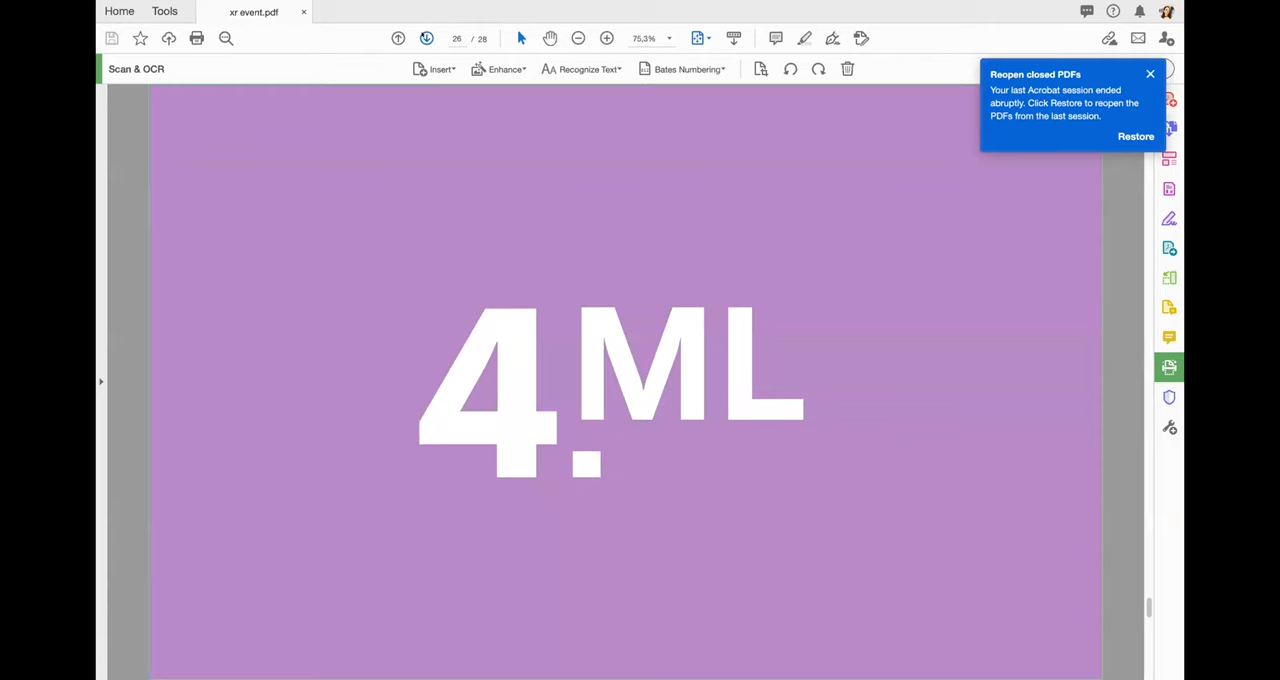 Home Tools xr event.pdf ×
26 / 28 75,3%
Scan & OCR Insert Enhance Recognize Text Bates Numbering
Reopen closed PDFs
Your last Acrobat session ended
abruptly. Click Restore to reopen the
PDFs from the last session.
Restore
4.ML